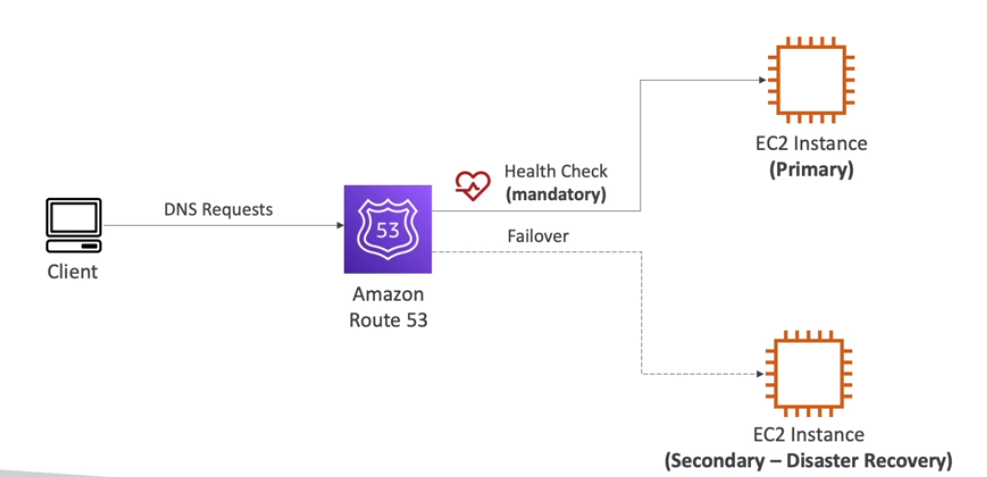 EC2 Instance
(Primary)
Health Check
(mandatory)
DNS Requests
53
Failover
Client
Amazon
Route 53
EC2 Instance
(Secondary – Disaster Recovery)